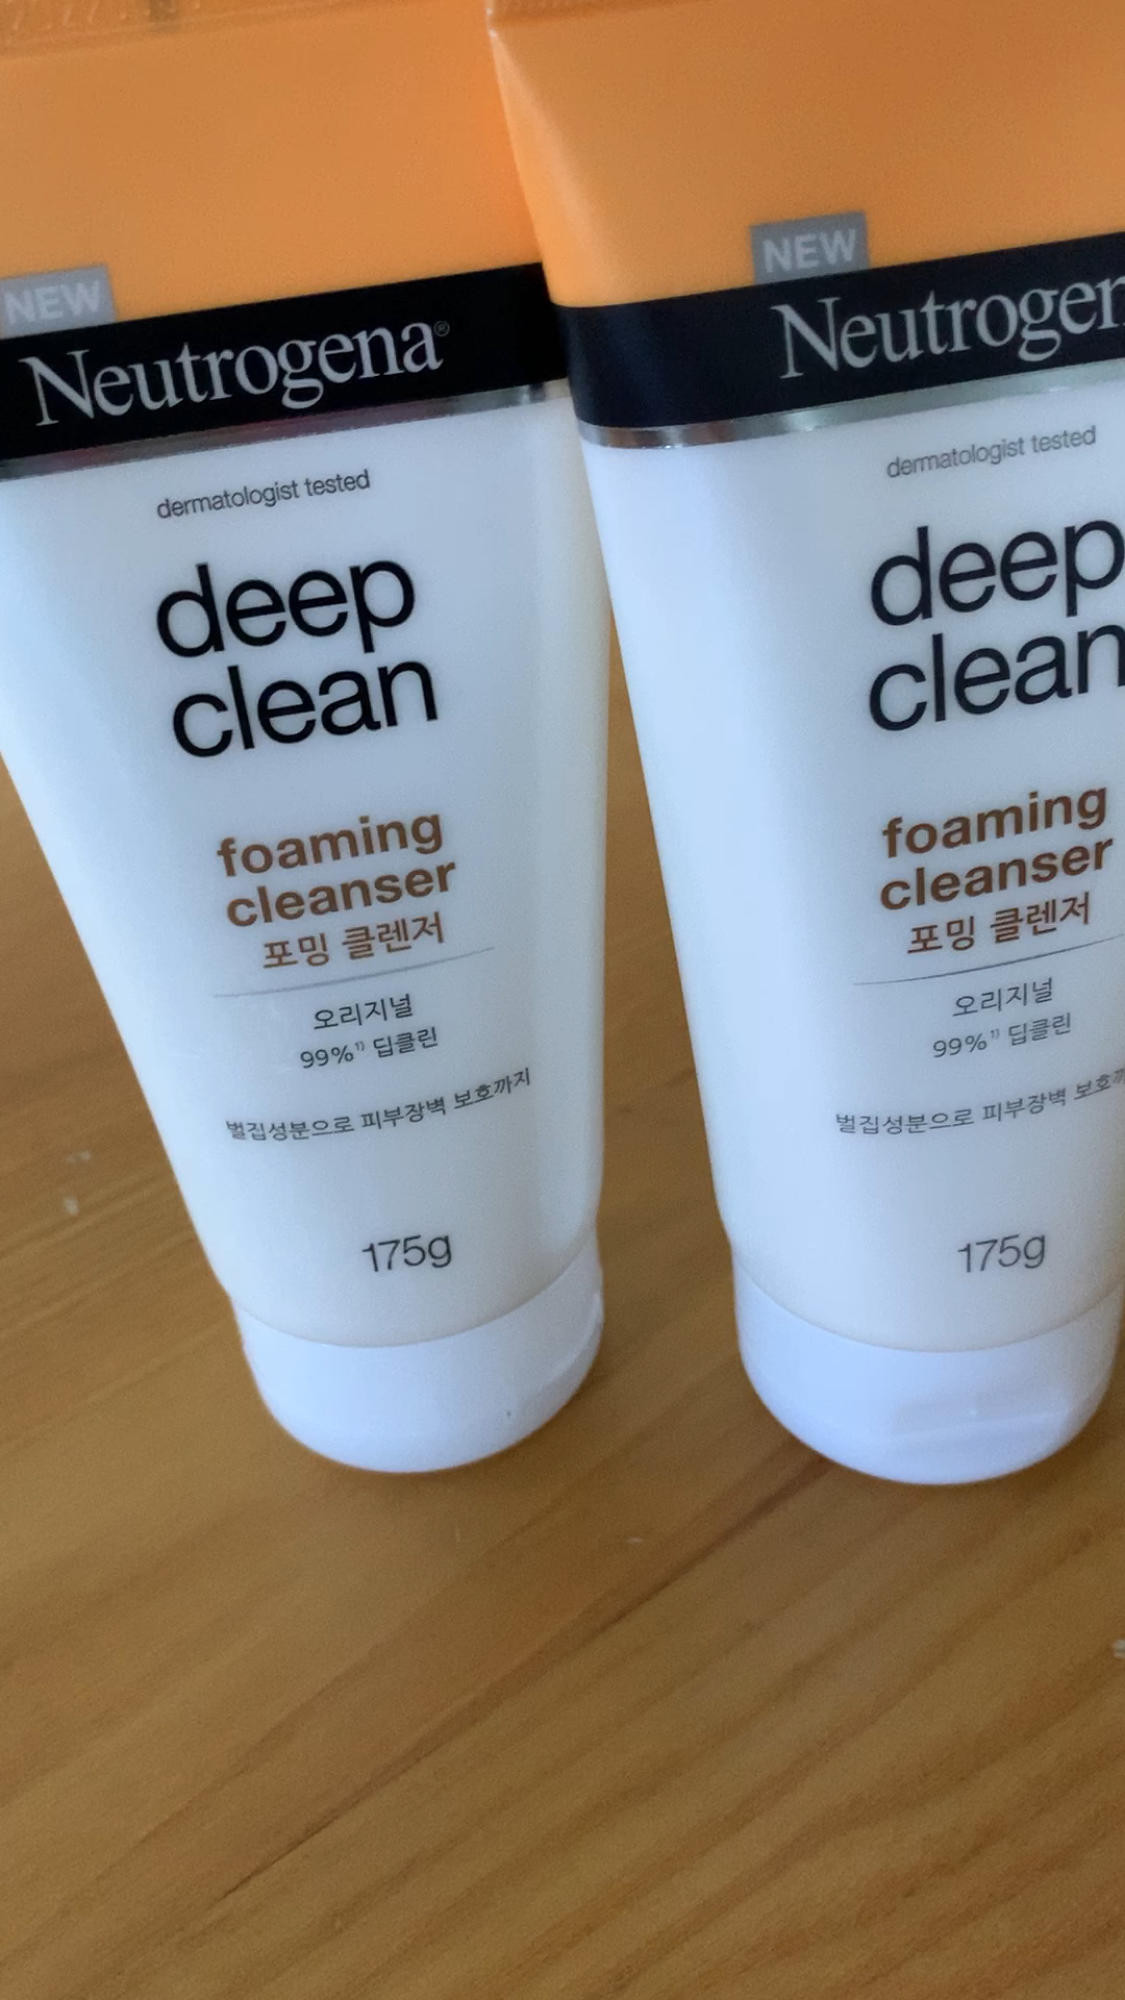 NEW
Neutrogena®
dermatologist tested
deep
clean
foaming
cleanser
포밍 클렌저
오리지널
99%¹⁾ 딥클린
벌집성분으로 피부장벽 보호까지
175g
NEW
Neutrogen
dermatologist tested
deep
clean
foaming
cleanser
포밍 클렌저
오리지널
99%¹⁾ 딥클린
벌집성분으로 피부장벽 보호까
175g